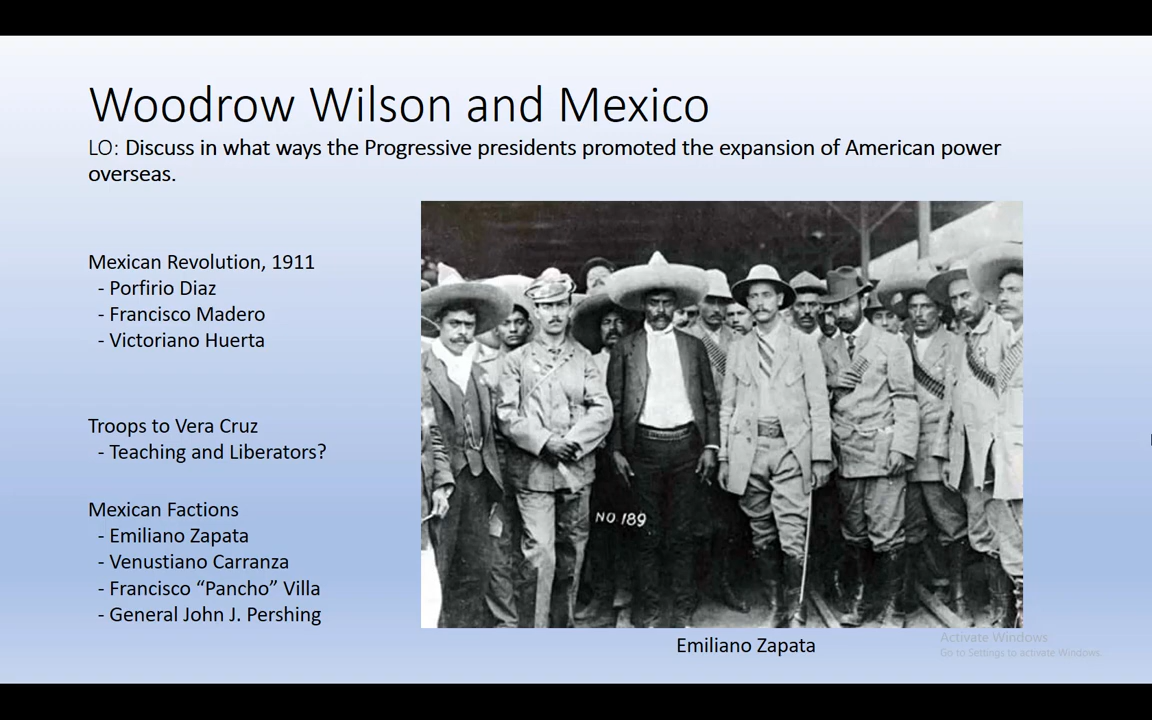 Woodrow Wilson and Mexico
LO: Discuss in what ways the Progressive presidents promoted the expansion of American power
overseas.
Mexican Revolution, 1911
- Porfirio Diaz
- Francisco Madero
- Victoriano Huerta
Troops to Vera Cruz
- Teaching and Liberators?
Mexican Factions
- Emiliano Zapata
- Venustiano Carranza
- Francisco “Pancho” Villa
- General John J. Pershing
NO. 189
Emiliano Zapata
Activate Windows
Go to Settings to activate Windows.